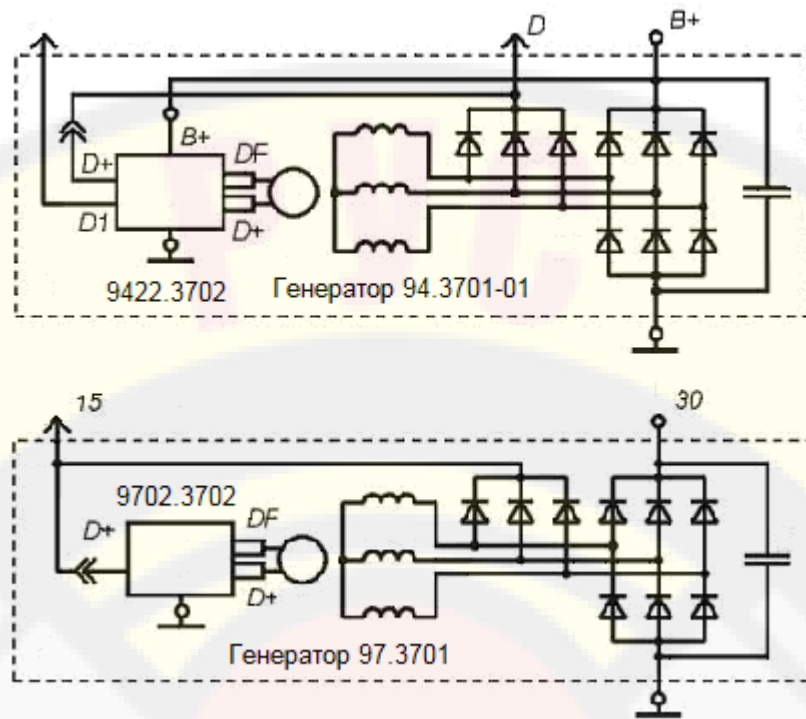 D
B+
B+
DF
D+
D1
D+
9422.3702
Генератор 94.3701-01
15
30
9702.3702
D+
DF
D+
Генератор 97.3701